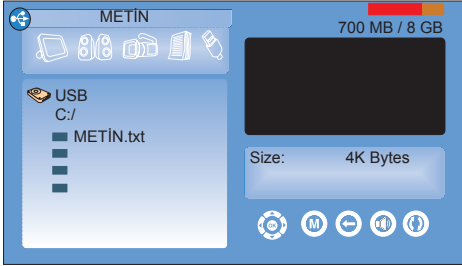 METİN
700 MB / 8 GB
USB
C:/
METİN.txt
Size: 4K Bytes
OK
M